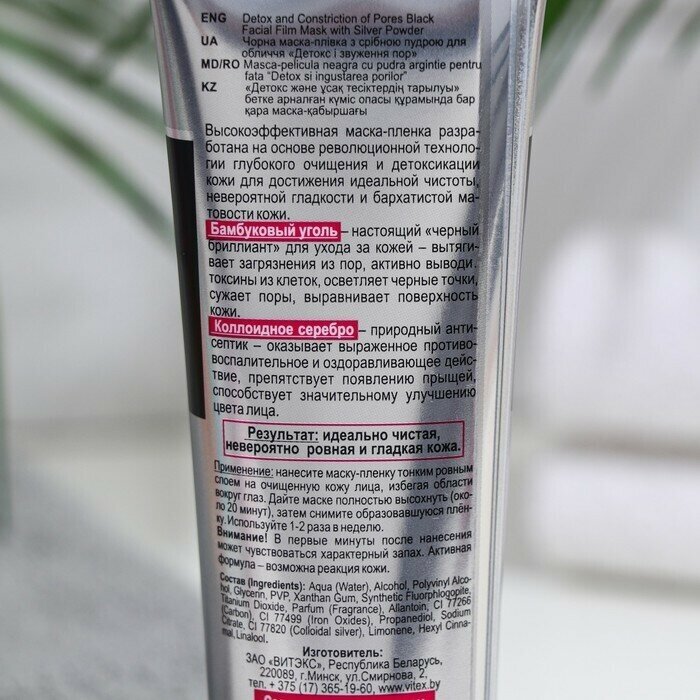 ENG Detox and Constriction of Pores Black
Facial Film Mask with Silver Powder
UA Чорна маска-плівка з срібною пудрою для
обличчя «Детокс і звуження пор»
MD/RO Masca-pelicula neagra cu pudra argintie pentru
fata “Detox si ingustarea porilor”
KZ «Детокс және ұсақ тесіктердің тарылуы»
бетке арналған күміс опасы құрамында бар
қара маска-қабыршағы
Высокоэффективная маска-пленка разра-
ботана на основе революционной техноло-
гии глубокого очищения и детоксикации
кожи для достижения идеальной чистоты,
невероятной гладкости и бархатистой ма-
товости кожи.
Бамбуковый уголь – настоящий «черный
бриллиант» для ухода за кожей – вытяги-
вает загрязнения из пор, активно выводи
токсины из клеток, осветляет черные точки,
сужает поры, выравнивает поверхность
кожи.
Коллоидное серебро – природный анти-
септик – оказывает выраженное противо-
воспалительное и оздоравливающее дейс-
твие, препятствует появлению прыщей,
способствует значительному улучшению
цвета лица.
Результат: идеально чистая,
невероятно ровная и гладкая кожа.
Применение: нанесите маску-пленку тонким ровным
слоем на очищенную кожу лица, избегая области
вокруг глаз. Дайте маске полностью высохнуть (око-
ло 20 минут), затем снимите образовавшуюся плён-
ку. Используйте 1-2 раза в неделю.
Внимание! В первые минуты после нанесения
может чувствоваться характерный запах. Активная
формула – возможна реакция кожи.
Состав (Ingredients): Aqua (Water), Alcohol, Polyvinyl Alco-
hol, Glycerin, PVP, Xanthan Gum, Synthetic Fluorphlogopite,
Titanium Dioxide, Parfum (Fragrance), Allantoin, CI 77266
(Carbon), CI 77499 (Iron Oxides), Propanediol, Sodium
Citrate, CI 77820 (Colloidal silver), Limonene, Hexyl Cinna-
mal, Linalool.
Изготовитель:
ЗАО «ВИТЭКС», Республика Беларусь,
220089, г.Минск, ул.Смирнова, 2,
тел. + 375 (17) 365-19-60, www.vitex.by